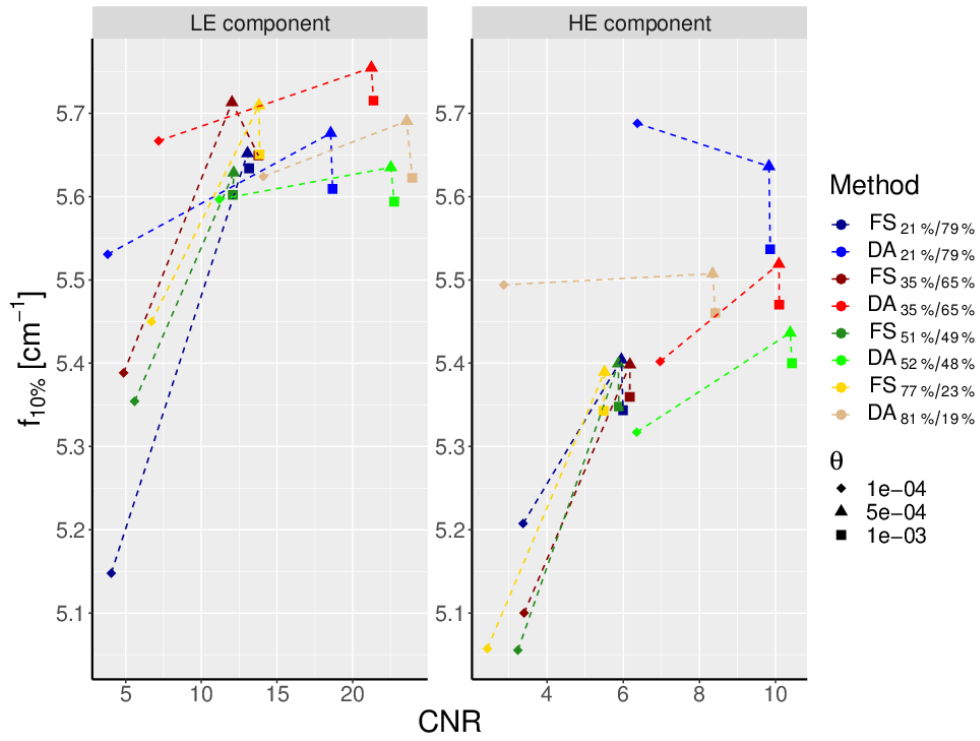 LE component
HE component
5.7
5.6
5.5
5.4
5.3
5.2
5.1
5.7
5.6
5.5
5.4
5.3
5.2
5.1
f10% [cm−1]
5
10
15
20
4
6
8
10
CNR
Method
FS 21%/79%
DA 21%/79%
FS 35%/65%
DA 35%/65%
FS 51%/49%
DA 52%/48%
FS 77%/23%
DA 81%/19%
θ
1e−04
5e−04
1e−03